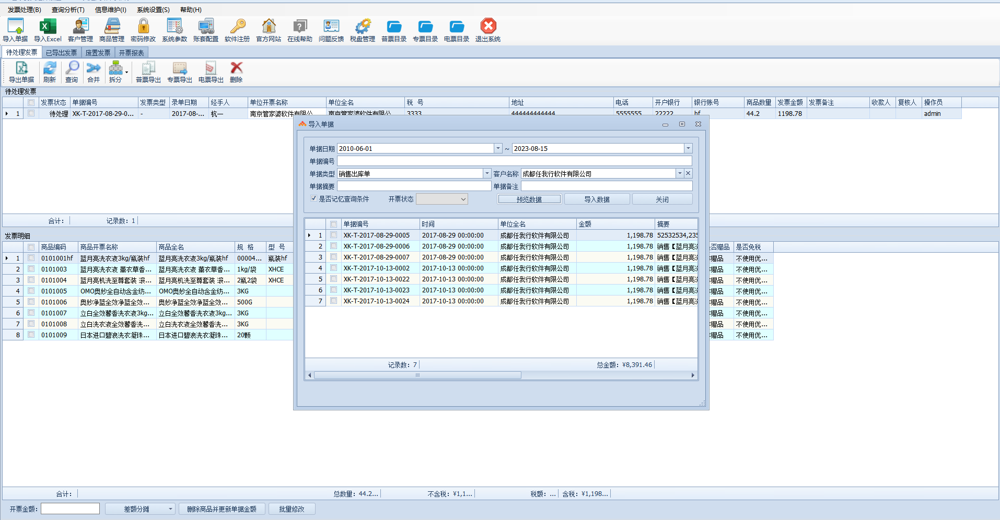 发票处理(B) 查询分析(T) 信息维护(I) 系统设置(S) 帮助(H)
导入单据 导入Excel 客户管理 商品管理 密码修改 系统参数 账套配置 软件注册 官方网站 在线帮助 问题反馈 税盘管理 普票目录 专票目录 电票目录 退出系统
待处理发票 已导出发票 废置发票 开票报表
导出单据 刷新 查询 合并 拆分 普票导出 专票导出 电票导出 删除
待处理发票
发票状态 单据编号 发票类型 录单日期 经手人 单位开票名称 单位全名 税 号 地址 电话 开户银行 银行账号 商品数量 发票金额 发票备注 收款人 复核人 操作员
1 待处理 XK-T-2017-08-29-0... - 2017-08-... 杭一 南京管家婆软件有限公 南京管家婆软件有限公 3333 444444444444 5555555 22222 hf 44.2 1198.78 admin
合计: 记录数: 1
导入单据
单据日期 2010-06-01 ~ 2023-08-15
单据编号
单据类型 销售出库单 客户名称 成都任我行软件有限公司
单据摘要 单据备注
是否记忆查询条件 开票状态 预览数据 导入数据 关闭
单据编号 时间 单位全名 金额 摘要
1 XK-T-2017-08-29-0005 2017-08-29 00:00:00 成都任我行软件有限公司 1,198.78 52532534,235
2 XK-T-2017-08-29-0006 2017-08-29 00:00:00 成都任我行软件有限公司 1,198.78 销售【蓝月亮
3 XK-T-2017-08-29-0007 2017-08-29 00:00:00 成都任我行软件有限公司 1,198.78 销售【蓝月亮
4 XK-T-2017-10-13-0002 2017-10-13 00:00:00 成都任我行软件有限公司 1,198.78 销售【蓝月亮
5 XK-T-2017-10-13-0022 2017-10-13 00:00:00 成都任我行软件有限公司 1,198.78 销售【蓝月亮
6 XK-T-2017-10-13-0023 2017-10-13 00:00:00 成都任我行软件有限公司 1,198.78 销售【蓝月亮
7 XK-T-2017-10-13-0024 2017-10-13 00:00:00 成都任我行软件有限公司 1,198.78 销售【蓝月亮
记录数: 7 总金额: ¥8,391.46
发票明细
商品编码 商品开票名称 商品全名 规 格 型 号 否赠品 是否免税
1 0101001hf 蓝月亮洗衣液3kg/瓶装hf 蓝月亮洗衣液3kg/瓶装hf 00004... 瓶装hf 赠品 不使用优...
2 0101003 蓝月亮洗衣液 薰衣草香... 蓝月亮洗衣液 薰衣草香... 1kg/袋 XHCE 赠品 不使用优...
3 0101004 蓝月亮机洗至尊套装 滚... 蓝月亮机洗至尊套装 滚... 2瓶2袋 XHCE 赠品 不使用优...
4 0101005 OMO奥妙全自动含金纺... OMO奥妙全自动含金纺... 3KG 赠品 不使用优...
5 0101006 奥妙净蓝全效净蓝全效... 奥妙净蓝全效净蓝全效... 500G 赠品 不使用优...
6 0101007 立白全效馨香洗衣液3kg... 立白全效馨香洗衣液3kg... 3KG 赠品 不使用优...
7 0101008 立白洗衣液全效馨香洗... 立白洗衣液全效馨香洗... 3KG 赠品 不使用优...
8 0101009 日本进口碧浪洗衣凝珠... 日本进口碧浪洗衣凝珠... 20颗 赠品 不使用优...
合计: 总数量: 44.2... 不含税: ¥1,1... 税额: ... 含税: ¥1,198...
开票金额: 差额分摊 删除商品并更新单据金额 批量修改